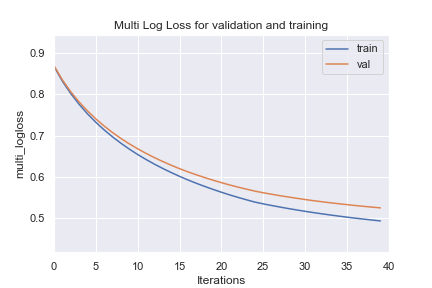 Multi Log Loss for validation and training
train
val
multi_logloss
0.9
0.8
0.7
0.6
0.5
0 5 10 15 20 25 30 35 40
Iterations